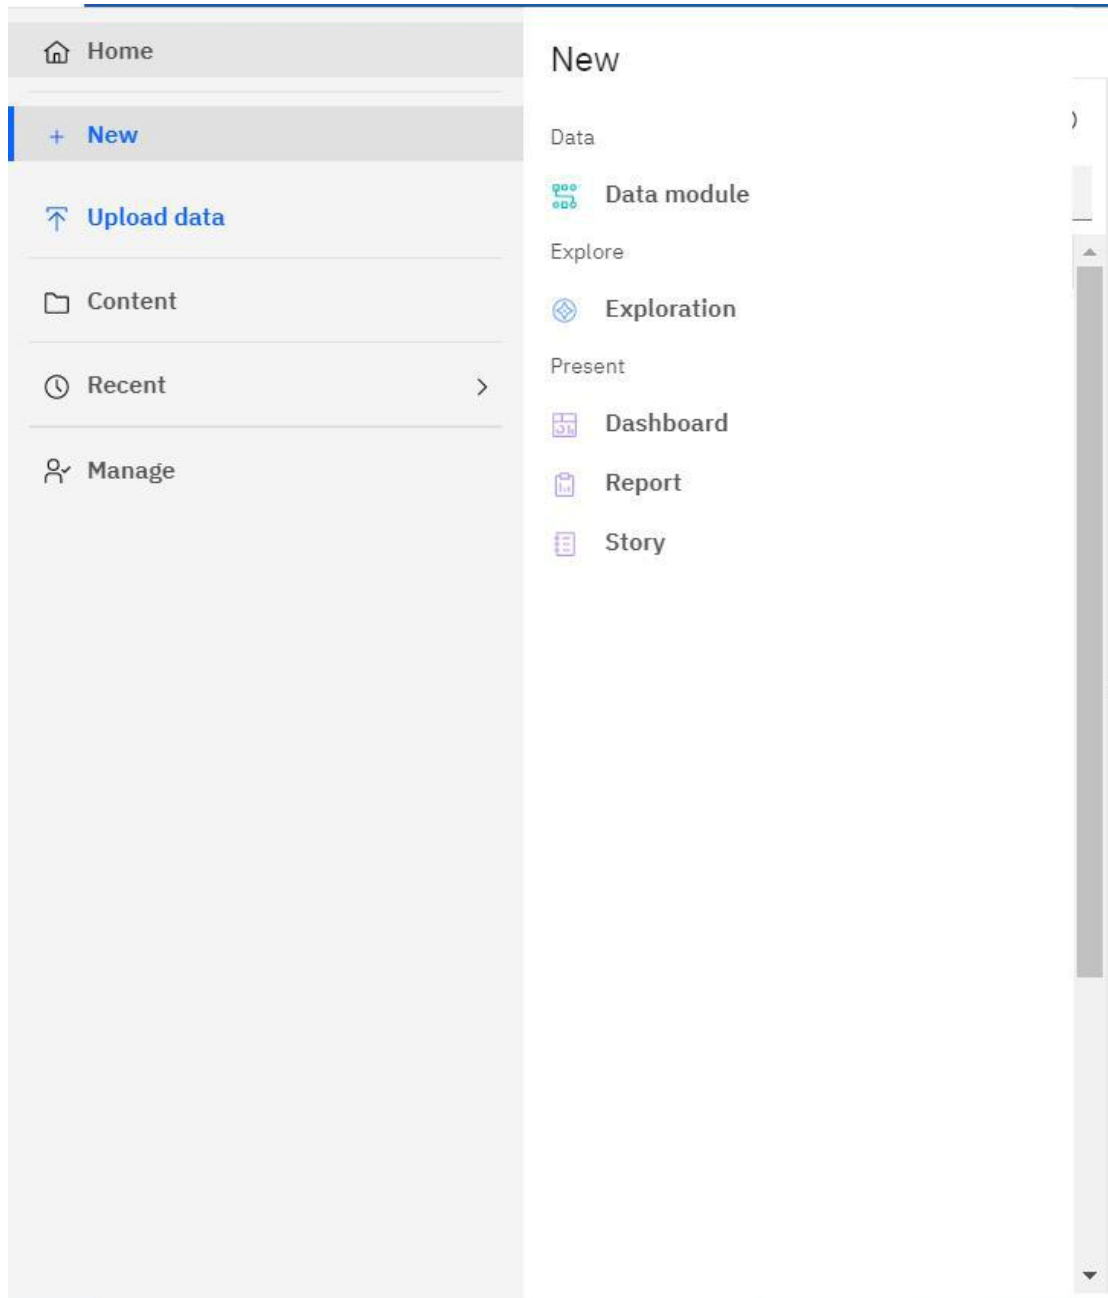 Home
New
Upload data
Content
Recent
Manage
New
Data
Data module
Explore
Exploration
Present
Dashboard
Report
Story